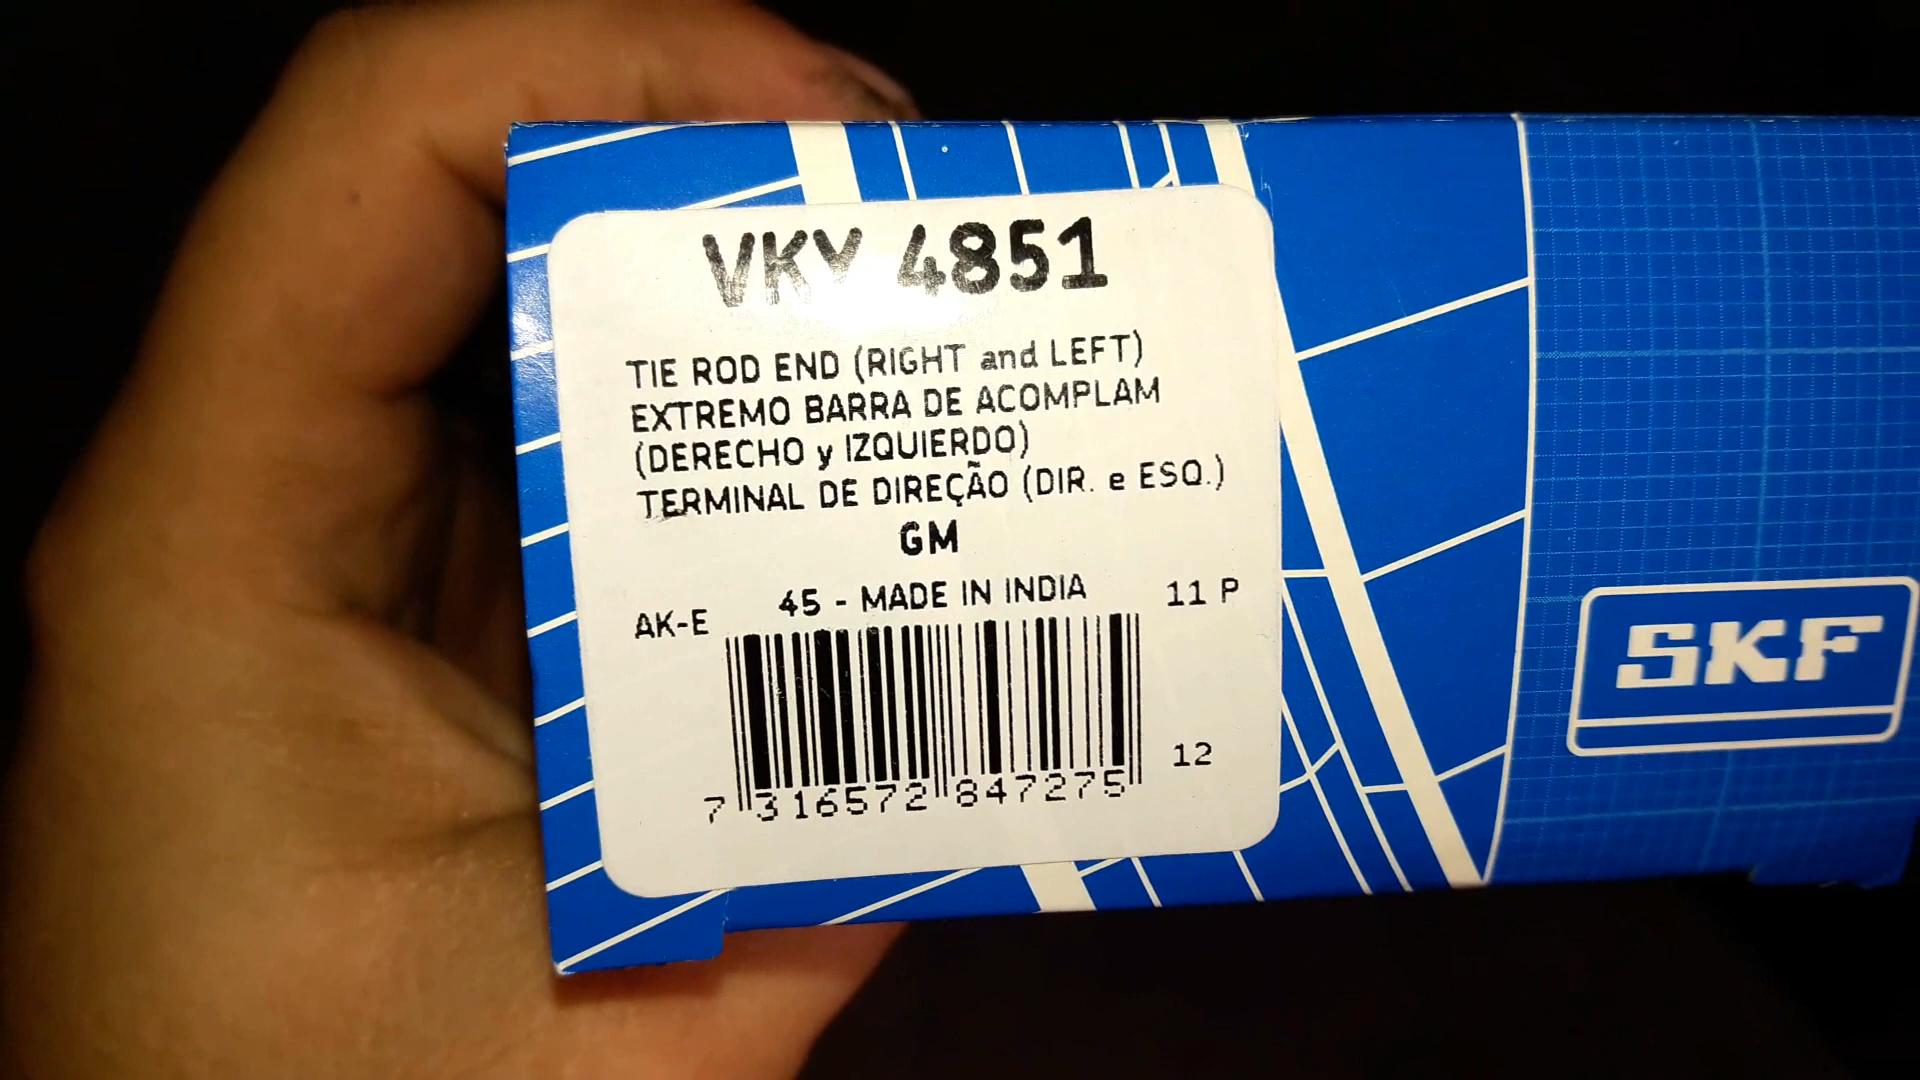 VKY 4851
TIE ROD END (RIGHT and LEFT)
EXTREMO BARRA DE ACOMPLAM
(DERECHO y IZQUIERDO)
TERMINAL DE DIREÇÃO (DIR. e ESQ.)
GM
45 - MADE IN INDIA
AK-E
11 P
12
7 316572 847275
SKF